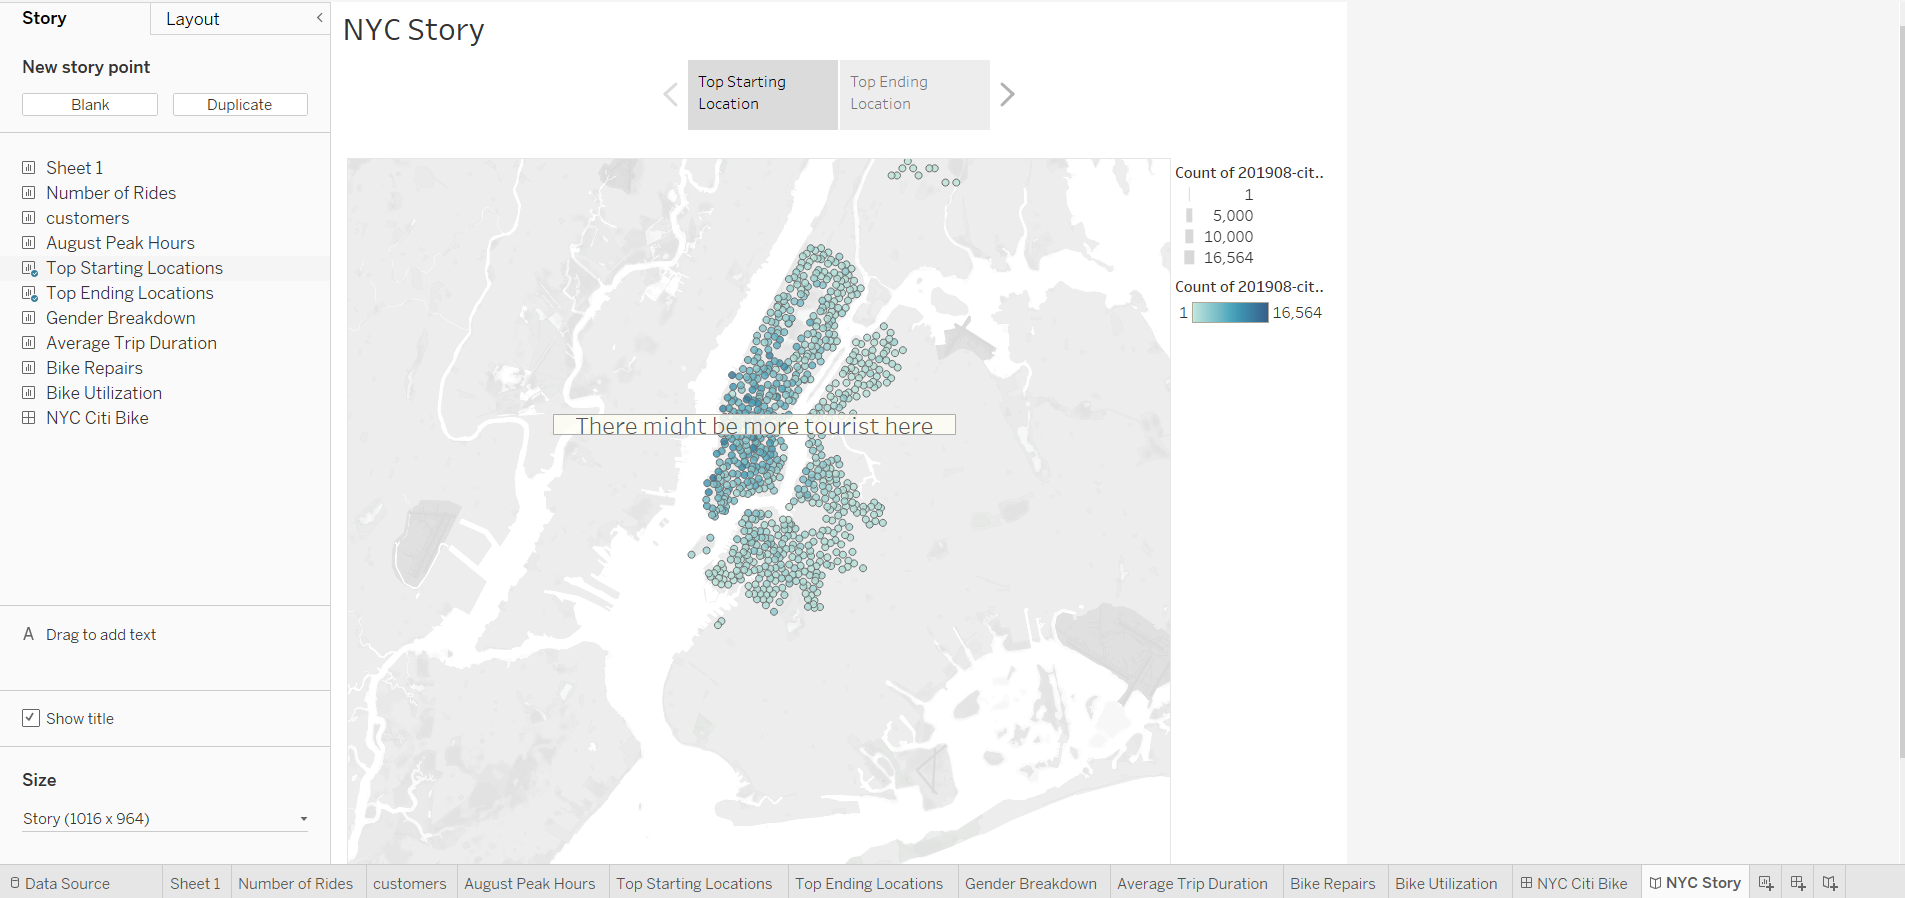 Story
Layout
New story point
Blank
Duplicate
Sheet 1
Number of Rides
customers
August Peak Hours
Top Starting Locations
Top Ending Locations
Gender Breakdown
Average Trip Duration
Bike Repairs
Bike Utilization
NYC Citi Bike
A Drag to add text
Show title
Size
Story (1016 x 964)
NYC Story
Top Starting
Location
Top Ending
Location
There might be more tourist here
Count of 201908-cit..
1
5,000
10,000
16,564
Count of 201908-cit..
1 16,564
Data Source
Sheet 1
Number of Rides
customers
August Peak Hours
Top Starting Locations
Top Ending Locations
Gender Breakdown
Average Trip Duration
Bike Repairs
Bike Utilization
NYC Citi Bike
NYC Story